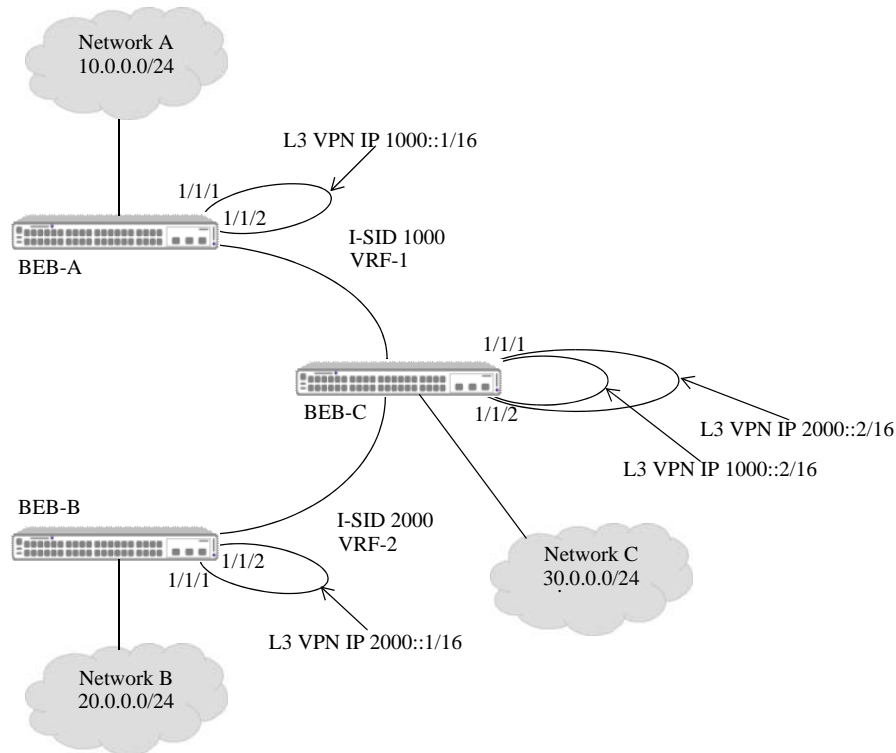 Network A
10.0.0.0/24
L3 VPN IP 1000::1/16
1/1/1
1/1/2
BEB-A
I-SID 1000
VRF-1
1/1/1
BEB-C
1/1/2
L3 VPN IP 2000::2/16
L3 VPN IP 1000::2/16
BEB-B
I-SID 2000
VRF-2
1/1/2
1/1/1
Network C
30.0.0.0/24
L3 VPN IP 2000::1/16
Network B
20.0.0.0/24